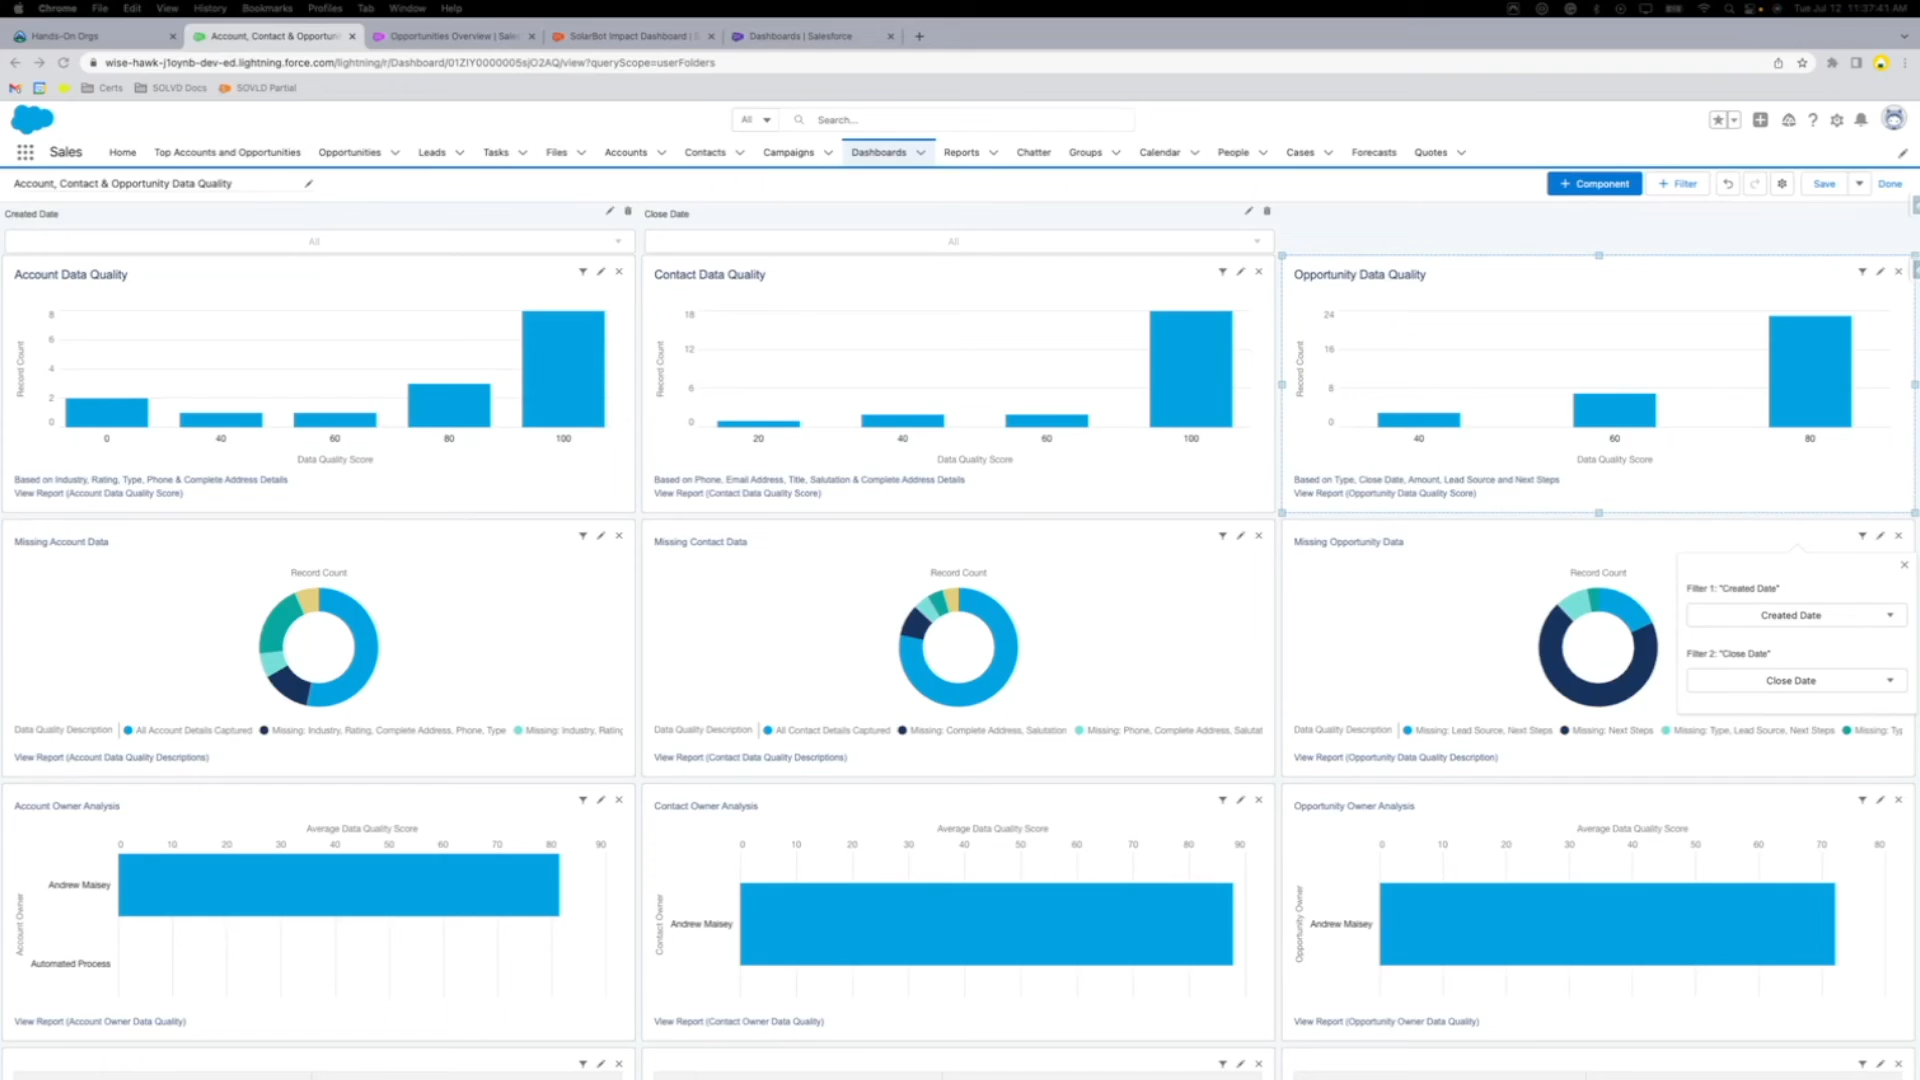 Chrome File Edit View History Bookmarks Profiles Tab Window Help Tue Jul 12 11:37:41 AM
Hands-On Orgs Account, Contact & Opportuni Opportunities Overview | Sales SolarBot Impact Dashboard | S Dashboards | Salesforce
wise-hawk-j1oynb-dev-ed.lightning.force.com/lightning/r/Dashboard/01ZIY0000005sjO2AQ/view?queryScope=userFolders
Certs SOLVD Docs SOVLD Partial
All Search...
Sales Home Top Accounts and Opportunities Opportunities Leads Tasks Files Accounts Contacts Campaigns Dashboards Reports Chatter Groups Calendar People Cases Forecasts Quotes
Account, Contact & Opportunity Data Quality + Component + Filter Save Done
Created Date Close Date
All All
Account Data Quality
8
6
4
2
0
Record Count
0 40 60 80 100
Data Quality Score
Based on Industry, Rating, Type, Phone & Complete Address Details
View Report (Account Data Quality Score)
Contact Data Quality
18
12
6
0
Record Count
20 40 60 100
Data Quality Score
Based on Phone, Email Address, Title, Salutation & Complete Address Details
View Report (Contact Data Quality Score)
Opportunity Data Quality
24
16
8
0
Record Count
40 60 80
Data Quality Score
Based on Type, Close Date, Amount, Lead Source and Next Steps
View Report (Opportunity Data Quality Score)
Missing Account Data
Record Count
Data Quality Description All Account Details Captured Missing: Industry, Rating, Complete Address, Phone, Type Missing: Industry, Rating
View Report (Account Data Quality Descriptions)
Missing Contact Data
Record Count
Data Quality Description All Contact Details Captured Missing: Complete Address, Salutation Missing: Phone, Complete Address, Salutat
View Report (Contact Data Quality Descriptions)
Missing Opportunity Data
Record Count
Filter 1: "Created Date"
Created Date
Filter 2: "Close Date"
Close Date
Data Quality Description Missing: Lead Source, Next Steps Missing: Next Steps Missing: Type, Lead Source, Next Steps Missing: Typ
View Report (Opportunity Data Quality Description)
Account Owner Analysis
Average Data Quality Score
0 10 20 30 40 50 60 70 80 90
Account Owner
Andrew Maisey
Automated Process
View Report (Account Owner Data Quality)
Contact Owner Analysis
Average Data Quality Score
0 10 20 30 40 50 60 70 80 90
Contact Owner
Andrew Maisey
View Report (Contact Owner Data Quality)
Opportunity Owner Analysis
Average Data Quality Score
0 10 20 30 40 50 60 70 80
Opportunity Owner
Andrew Maisey
View Report (Opportunity Owner Data Quality)